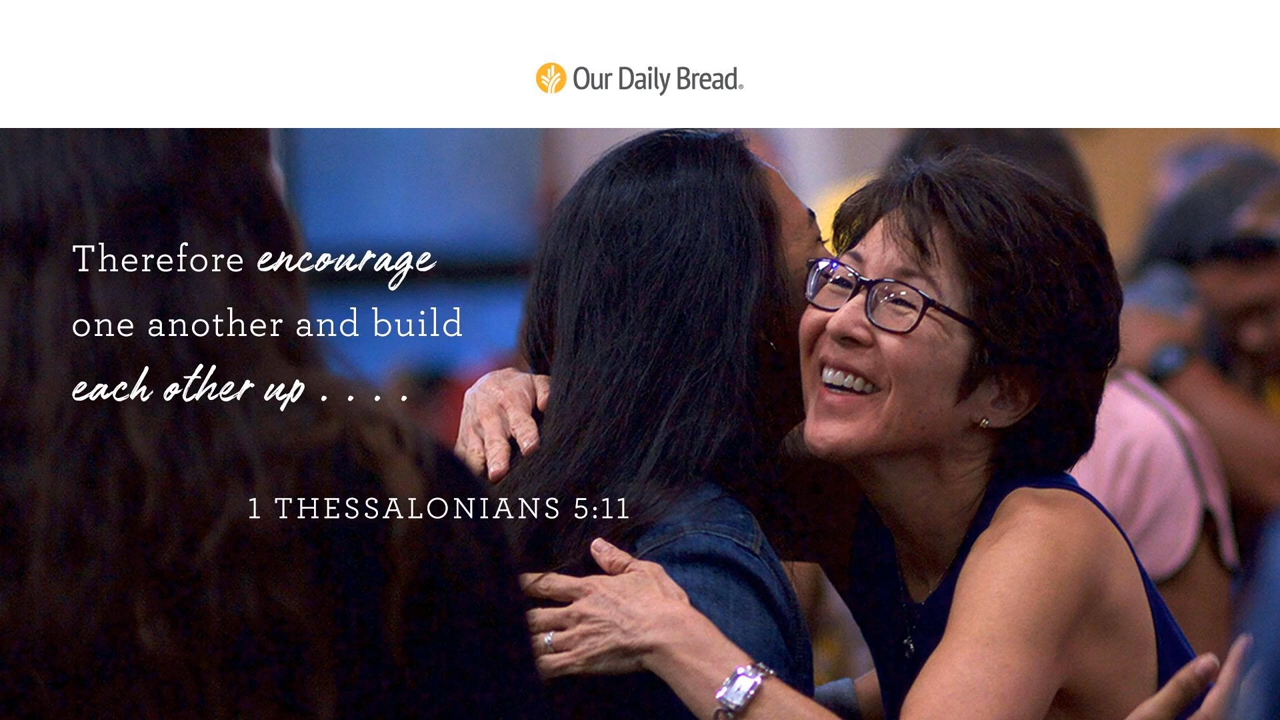 Our Daily Bread®
Therefore encourage
one another and build
each other up . . . .
1 THESSALONIANS 5:11